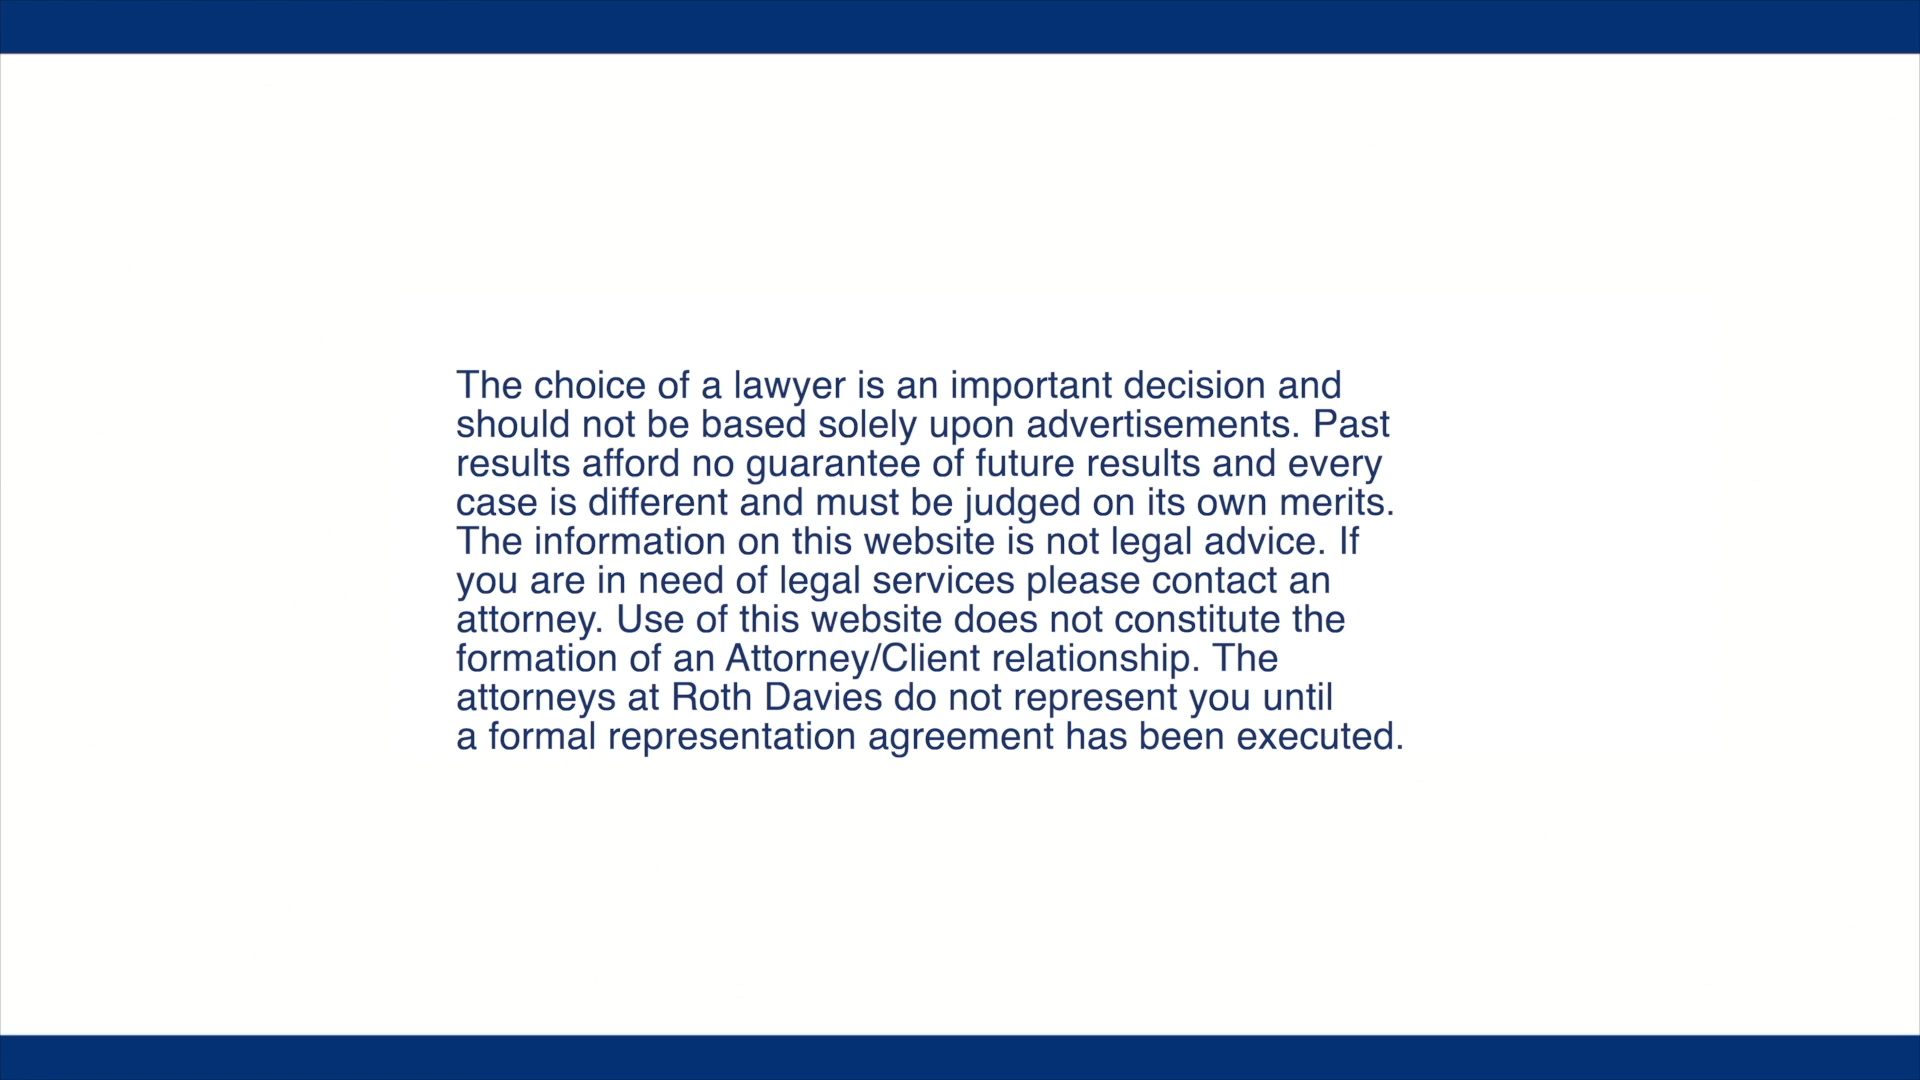 The choice of a lawyer is an important decision and
should not be based solely upon advertisements. Past
results afford no guarantee of future results and every
case is different and must be judged on its own merits.
The information on this website is not legal advice. If
you are in need of legal services please contact an
attorney. Use of this website does not constitute the
formation of an Attorney/Client relationship. The
attorneys at Roth Davies do not represent you until
a formal representation agreement has been executed.